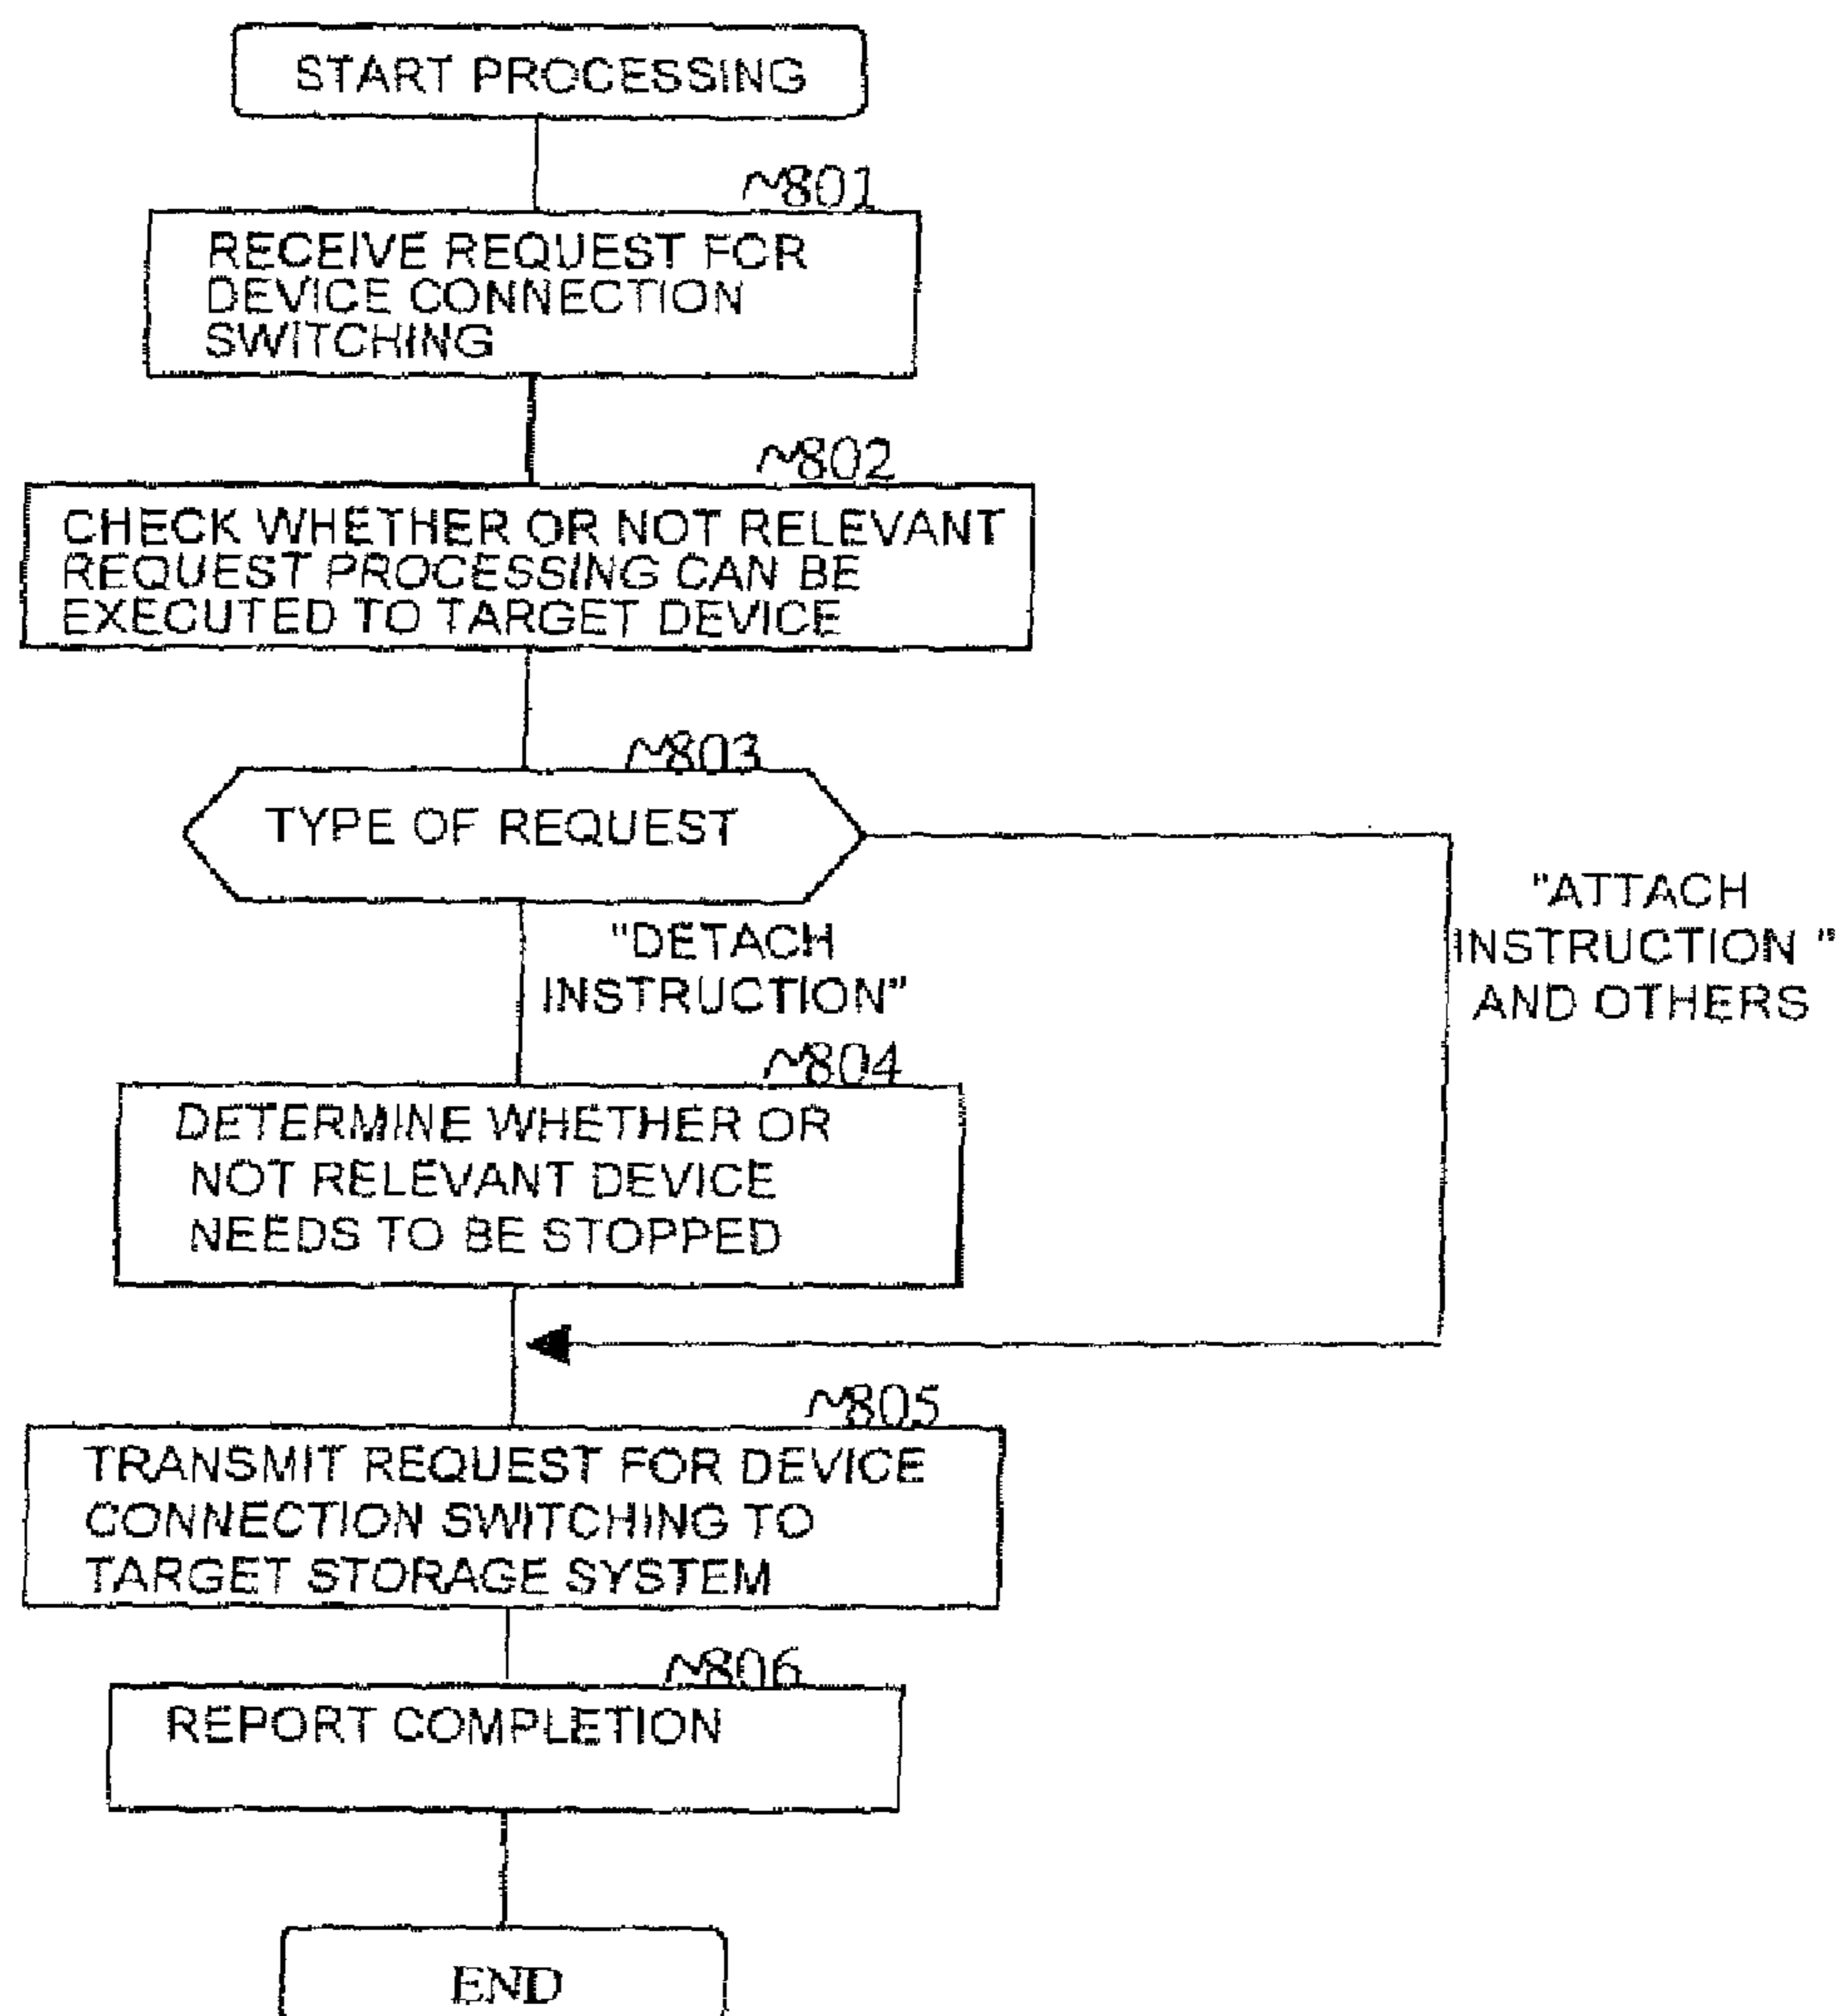 START PROCESSING
~801
RECEIVE REQUEST FOR
DEVICE CONNECTION
SWITCHING
~802
CHECK WHETHER OR NOT RELEVANT
REQUEST PROCESSING CAN BE
EXECUTED TO TARGET DEVICE
~803
TYPE OF REQUEST
"DETACH
INSTRUCTION"
"ATTACH
INSTRUCTION "
AND OTHERS
~804
DETERMINE WHETHER OR
NOT RELEVANT DEVICE
NEEDS TO BE STOPPED
~805
TRANSMIT REQUEST FOR DEVICE
CONNECTION SWITCHING TO
TARGET STORAGE SYSTEM
~806
REPORT COMPLETION
END